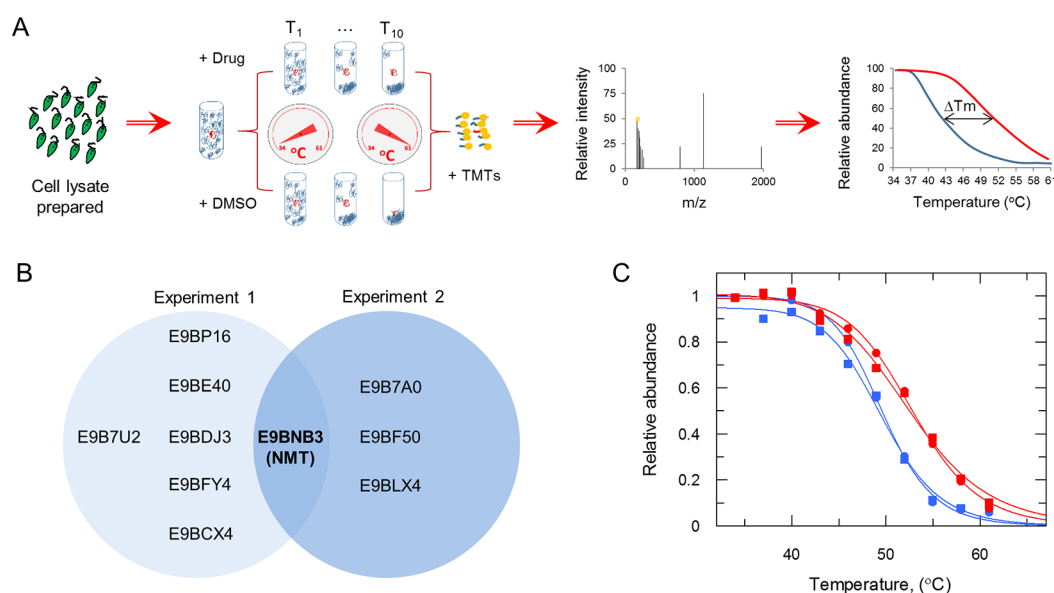 A
T1 ... T10
+ Drug
34 61
°C
34 61
°C
+ DMSO
+ TMTs
Cell lysate
prepared
Relative intensity
100
75
50
25
0
0 1000 2000
m/z
Relative abundance
100
80
60
40
20
0
ΔTm
34 37 40 43 46 49 52 55 58 61
Temperature (°C)
B
Experiment 1
Experiment 2
E9BP16
E9BE40
E9B7U2
E9BDJ3
E9BFY4
E9BCX4
E9BNB3
(NMT)
E9B7A0
E9BF50
E9BLX4
C
Relative abundance
1
0.8
0.6
0.4
0.2
0
40 50 60
Temperature, (°C)